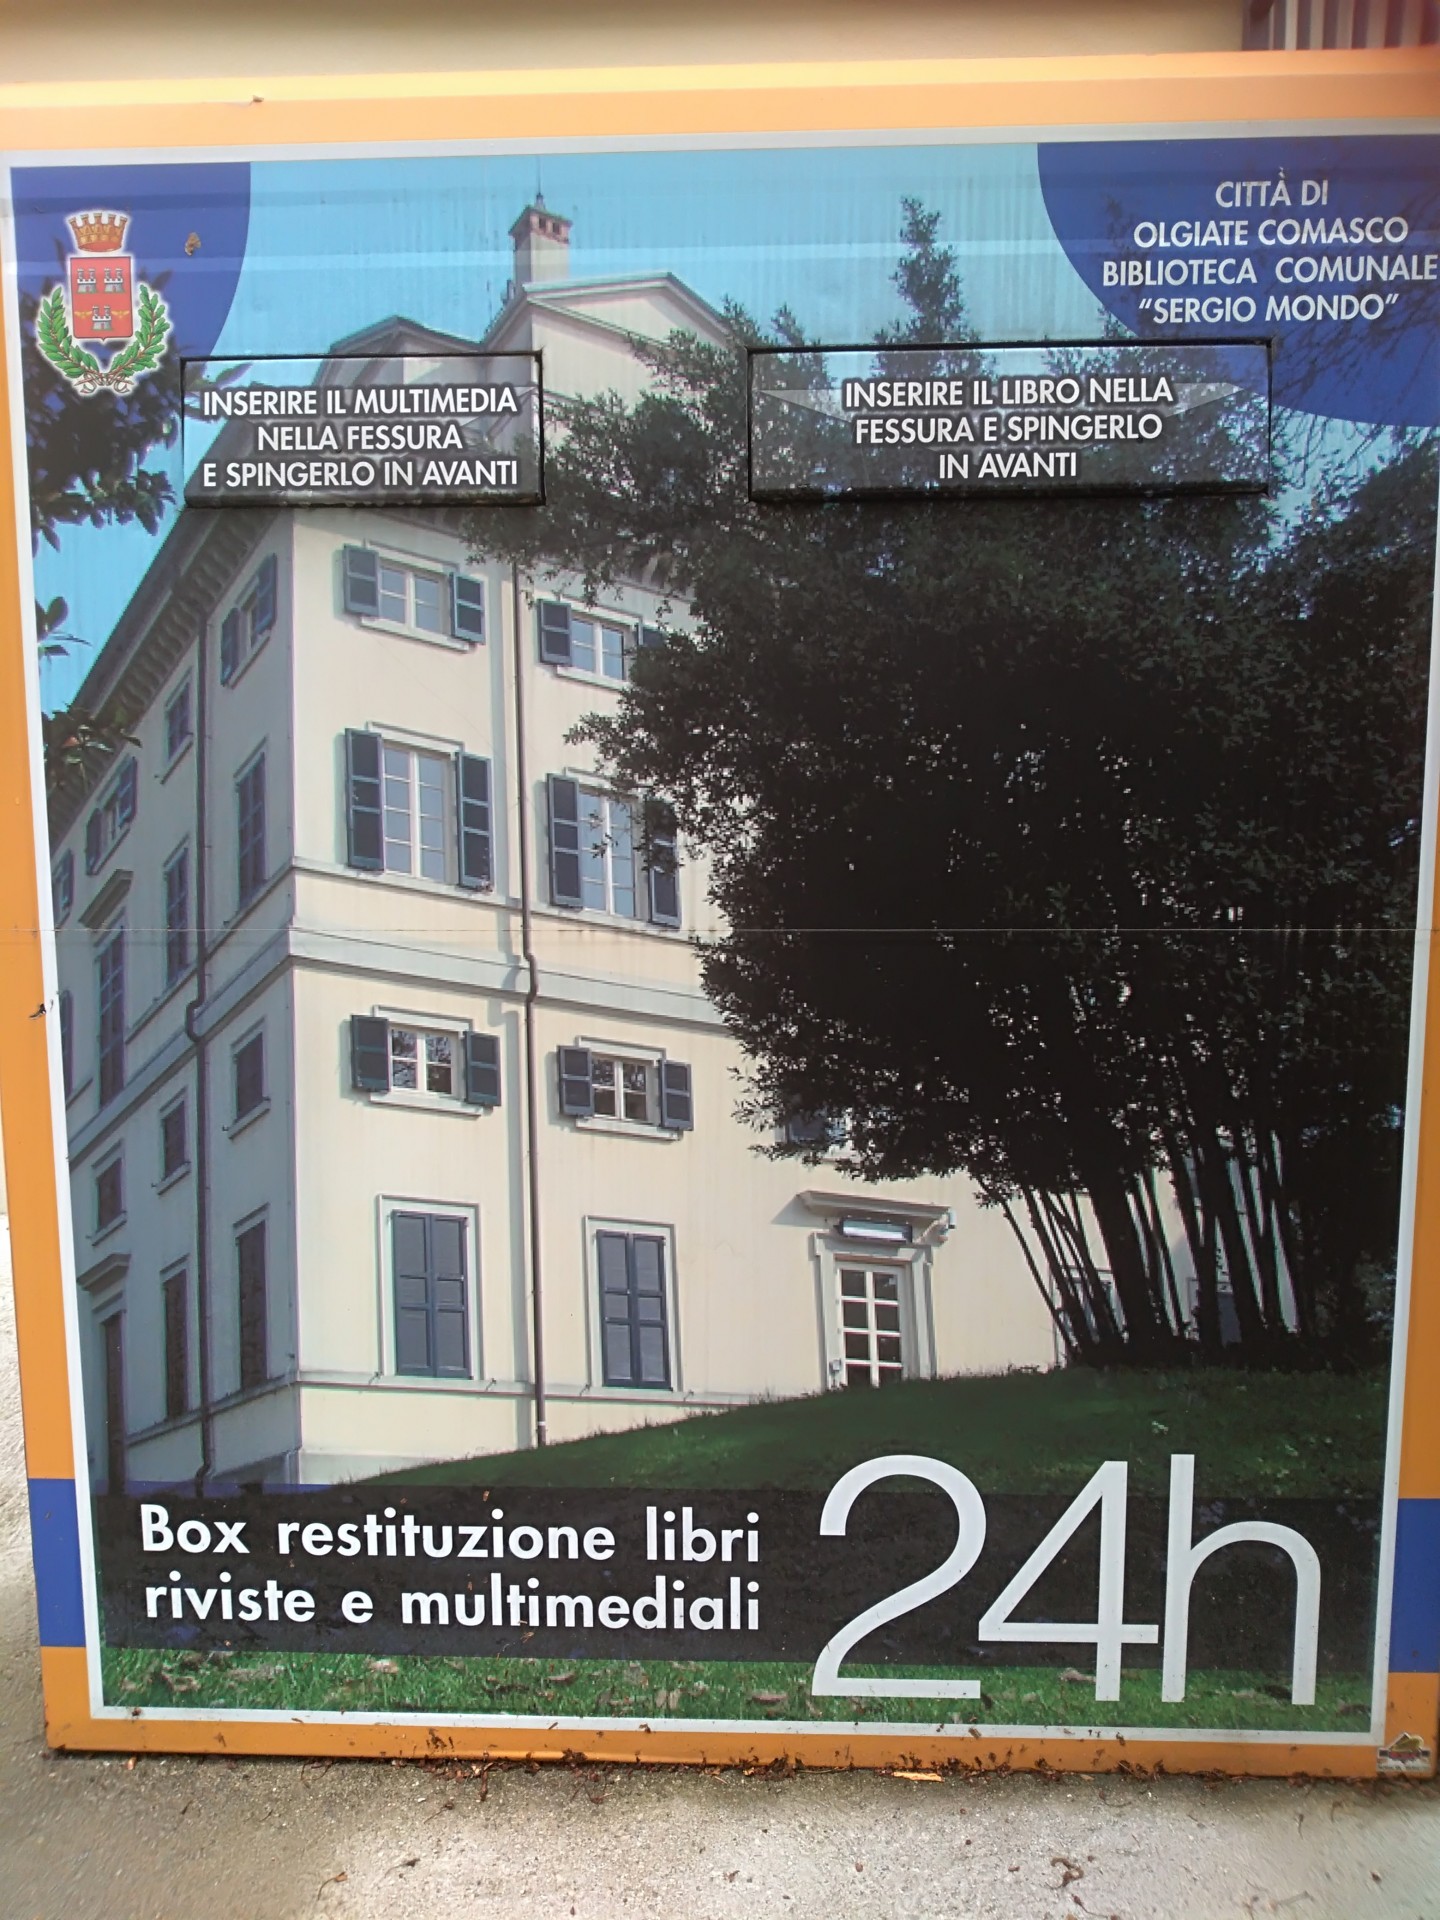 CITTÀ DI
OLGIATE COMASCO
BIBLIOTECA COMUNALE
“SERGIO MONDO”
INSERIRE IL MULTIMEDIA
NELLA FESSURA
E SPINGERLO IN AVANTI
INSERIRE IL LIBRO NELLA
FESSURA E SPINGERLO
IN AVANTI
Box restituzione libri
riviste e multimediali
24h